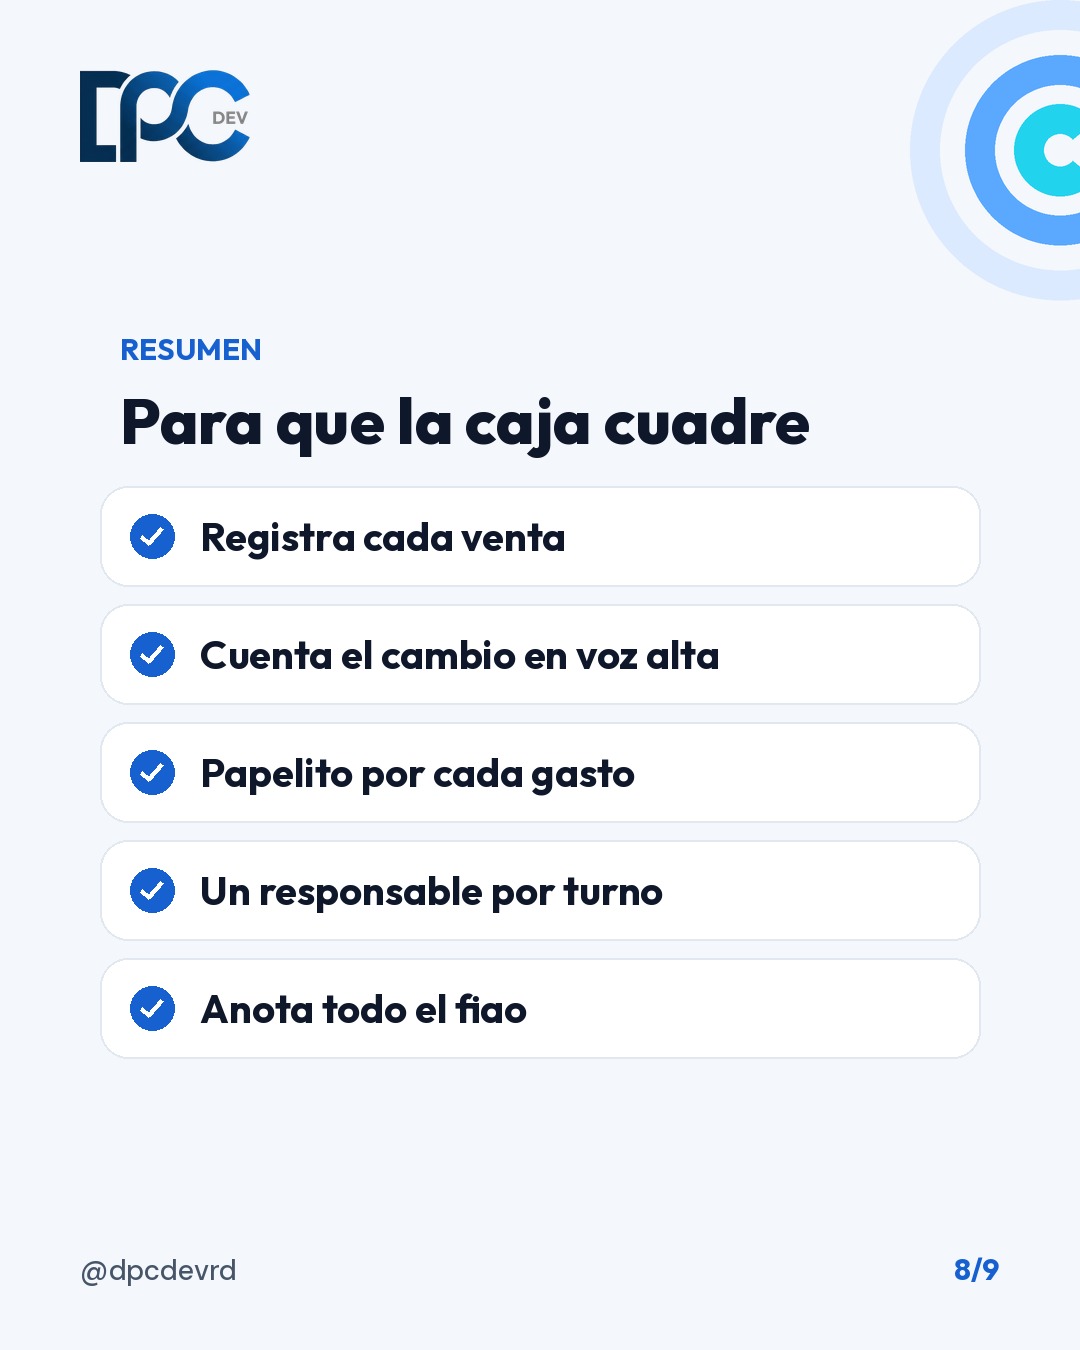 DPC
DEV
RESUMEN
Para que la caja cuadre
Registra cada venta
Cuenta el cambio en voz alta
Papelito por cada gasto
Un responsable por turno
Anota todo el fiao
@dpcdevrd
8/9